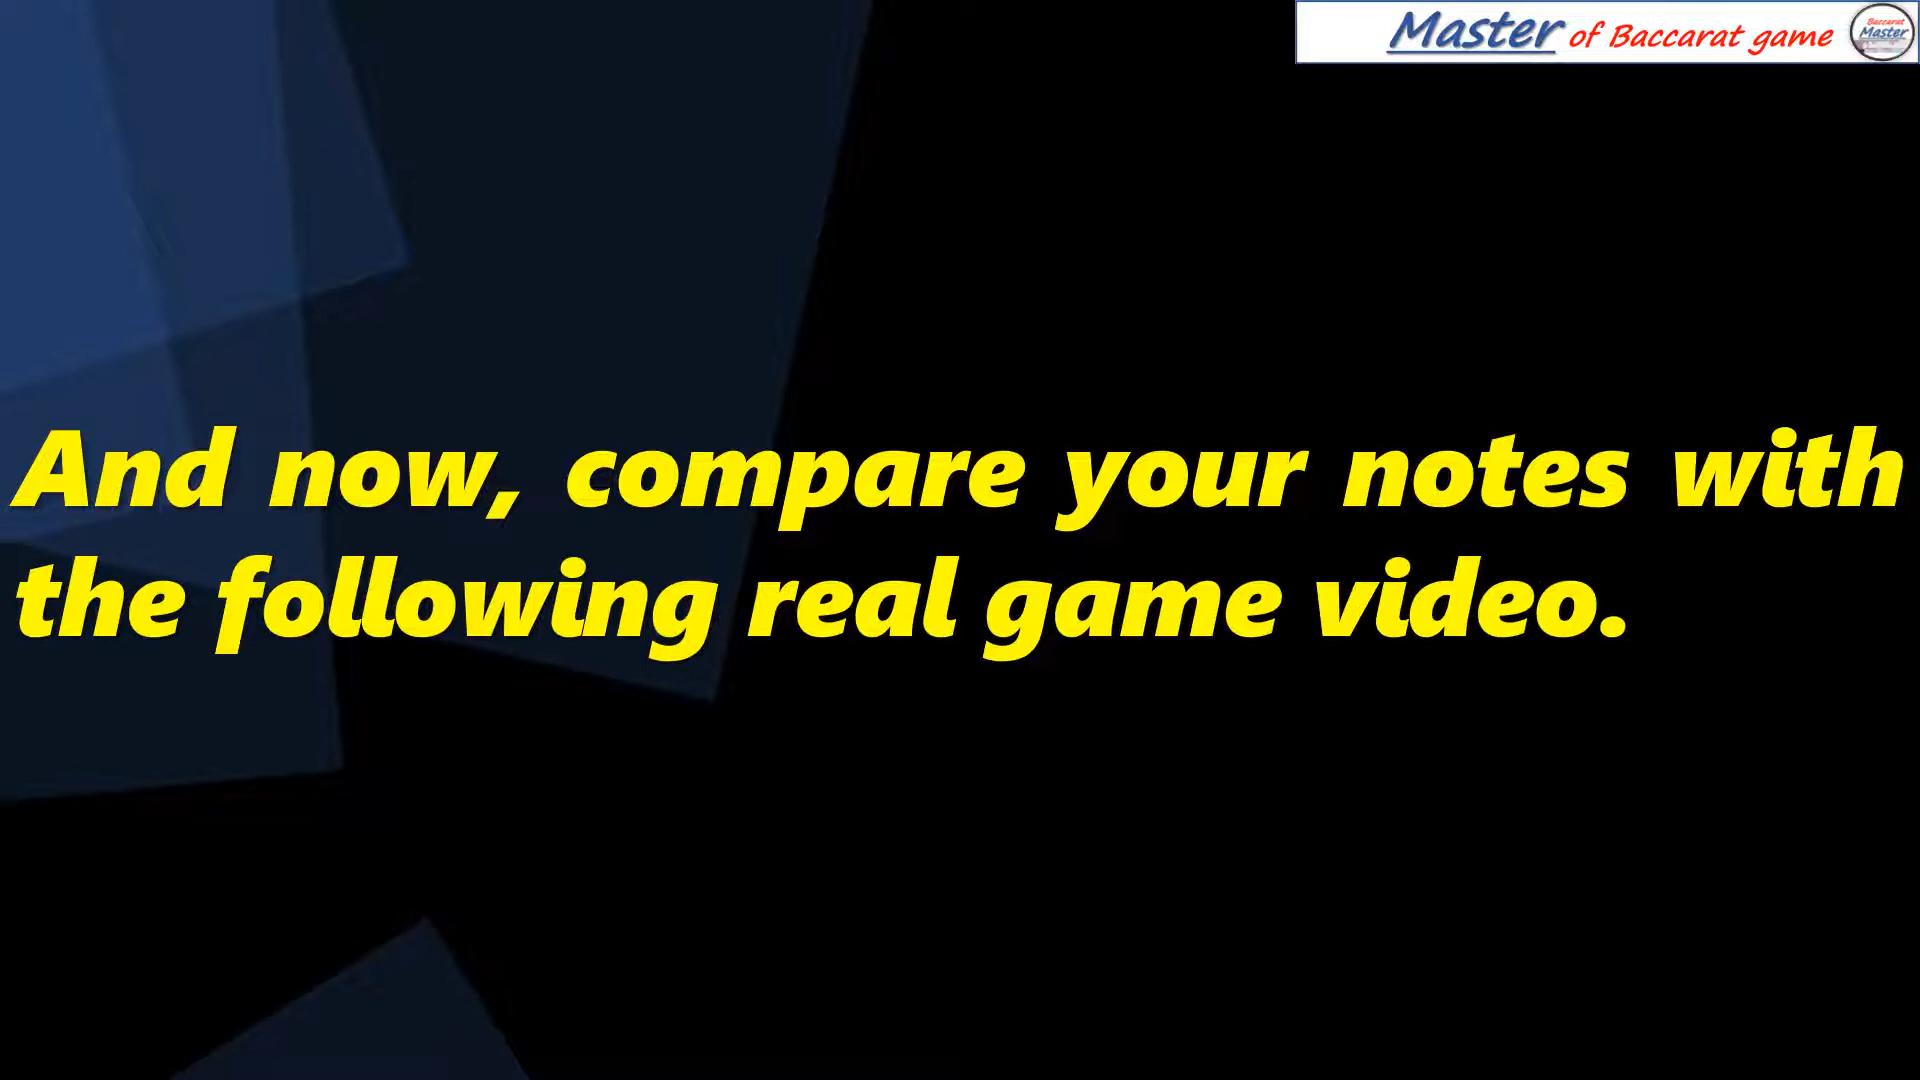 Master of Baccarat game
Baccarat
Master
And now, compare your notes with
the following real game video.